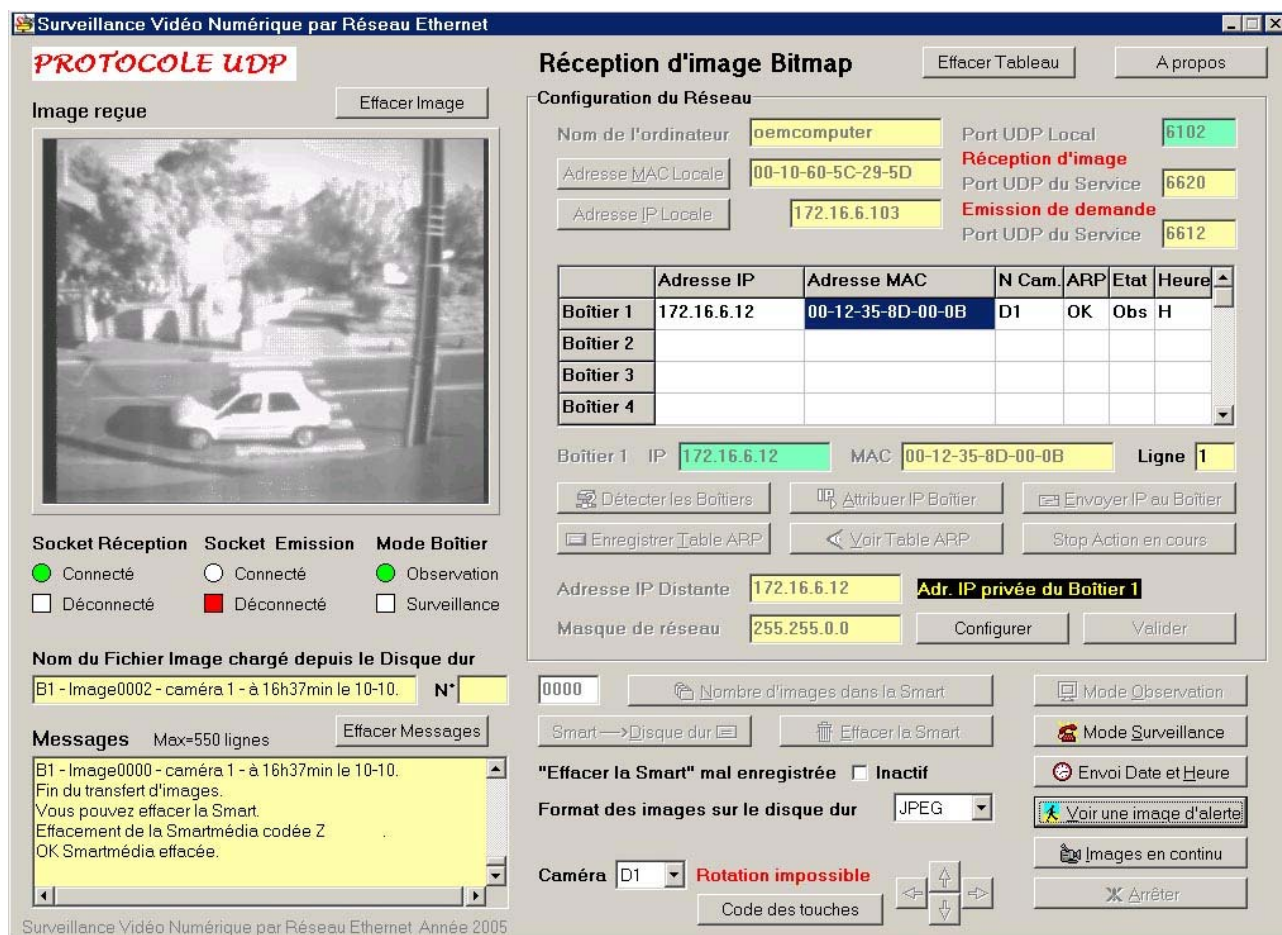 Surveillance Vidéo Numérique par Réseau Ethernet
PROTOCOLE UDP
Image reçue
Effacer Image
Socket Réception
Socket Emission
Mode Boîtier
Connecté
Connecté
Observation
Déconnecté
Déconnecté
Surveillance
Nom du Fichier Image chargé depuis le Disque dur
B1 - Image0002 - caméra 1 - à 16h37min le 10-10.
N°
Messages
Max=550 lignes
Effacer Messages
B1 - Image0000 - caméra 1 - à 16h37min le 10-10.
Fin du transfert d'images.
Vous pouvez effacer la Smart.
Effacement de la Smartmédia codée Z .
OK Smartmédia effacée.
Surveillance Vidéo Numérique par Réseau Ethernet Année 2005
Réception d'image Bitmap
Effacer Tableau
A propos
Configuration du Réseau
Nom de l'ordinateur
oemcomputer
Port UDP Local
6102
Adresse MAC Locale
00-10-60-5C-29-5D
Réception d'image
Port UDP du Service
6620
Adresse IP Locale
172.16.6.103
Emission de demande
Port UDP du Service
6612
Adresse IP Adresse MAC N Cam. ARP Etat Heure
Boîtier 1 172.16.6.12 00-12-35-8D-00-0B D1 OK Obs H
Boîtier 2
Boîtier 3
Boîtier 4
Boîtier 1 IP 172.16.6.12 MAC 00-12-35-8D-00-0B Ligne 1
Détecter les Boîtiers
Attribuer IP Boîtier
Envoyer IP au Boîtier
Enregistrer Table ARP
Voir Table ARP
Stop Action en cours
Adresse IP Distante 172.16.6.12 Adr. IP privée du Boîtier 1
Masque de réseau 255.255.0.0
Configurer
Valider
0000
Nombre d'images dans la Smart
Mode Observation
Smart-->Disque dur
Effacer la Smart
Mode Surveillance
"Effacer la Smart" mal enregistrée
Inactif
Envoi Date et Heure
Format des images sur le disque dur
JPEG
Voir une image d'alerte
Images en continu
Caméra D1
Rotation impossible
Code des touches
Arrêter